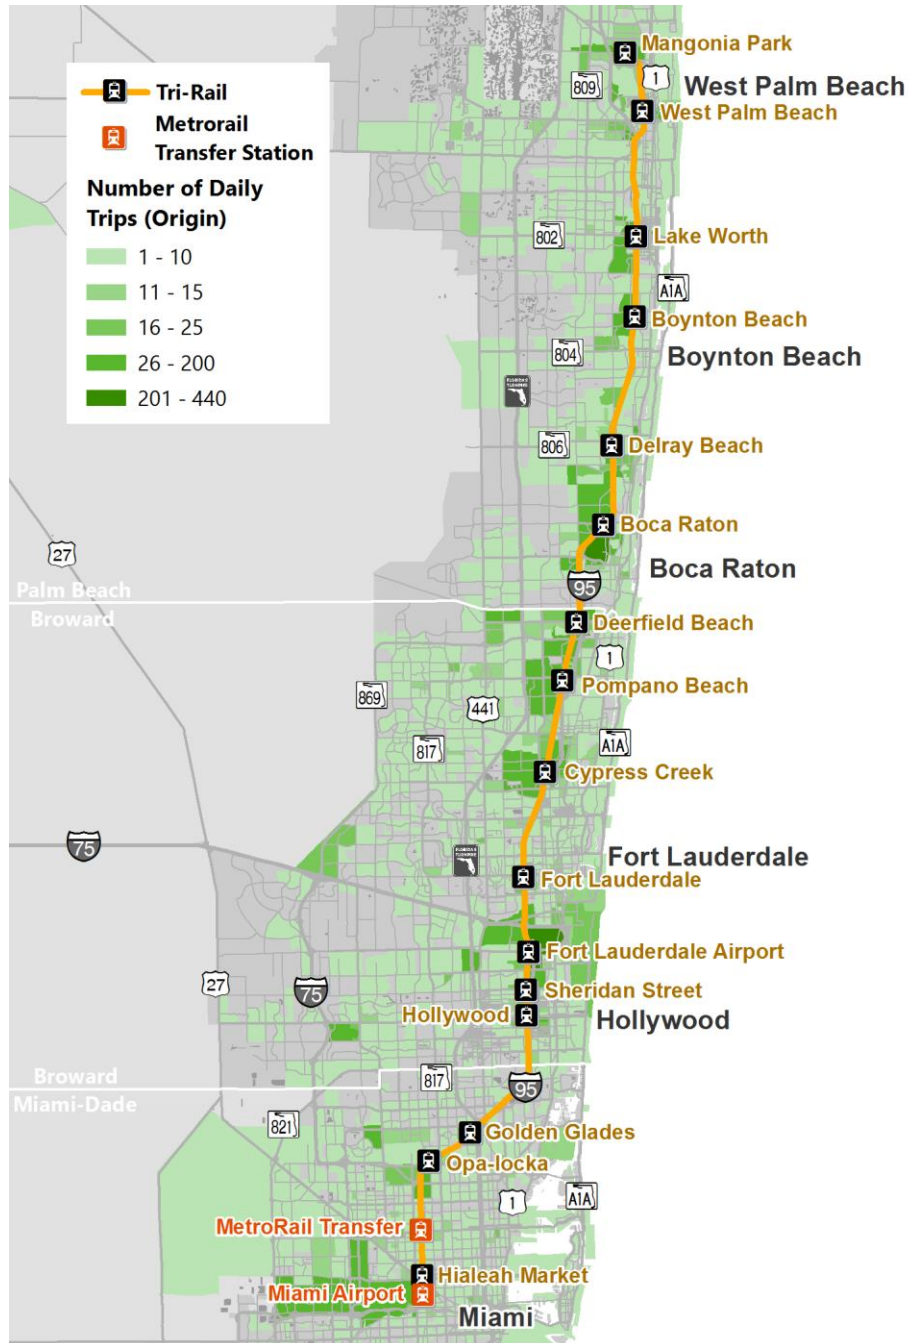 Mangonia Park
1
West Palm Beach
809
West Palm Beach
Tri-Rail
Metrorail
Transfer Station
Number of Daily
Trips (Origin)
1 - 10
11 - 15
16 - 25
26 - 200
201 - 440
802
Lake Worth
A1A
Boynton Beach
804
Boynton Beach
FLORIDA'S
TURNPIKE
806
Delray Beach
Boca Raton
27
Boca Raton
95
Palm Beach
Broward
Deerfield Beach
1
Pompano Beach
869
441
817
A1A
Cypress Creek
75
FLORIDA'S
TURNPIKE
Fort Lauderdale
Fort Lauderdale
Fort Lauderdale Airport
27
75
Sheridan Street
Hollywood
Hollywood
Broward
Miami-Dade
817
95
821
Golden Glades
Opa-locka
1
A1A
MetroRail Transfer
Hialeah Market
Miami Airport
Miami